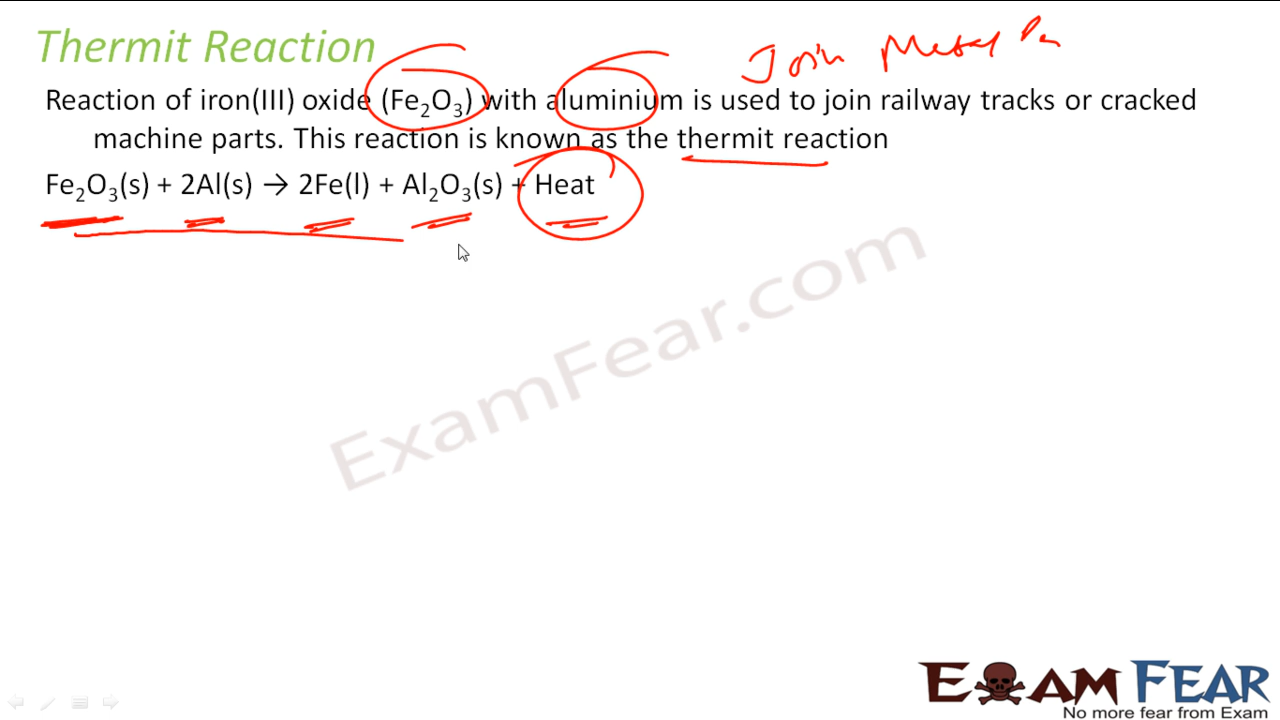 Thermit Reaction
Join Metal Pa
Reaction of iron(III) oxide (Fe₂O₃) with aluminium is used to join railway tracks or cracked
machine parts. This reaction is known as the thermit reaction
Fe₂O₃(s) + 2Al(s) → 2Fe(l) + Al₂O₃(s) + Heat
ExamFear.com
EXAM FEAR
No more fear from Exam